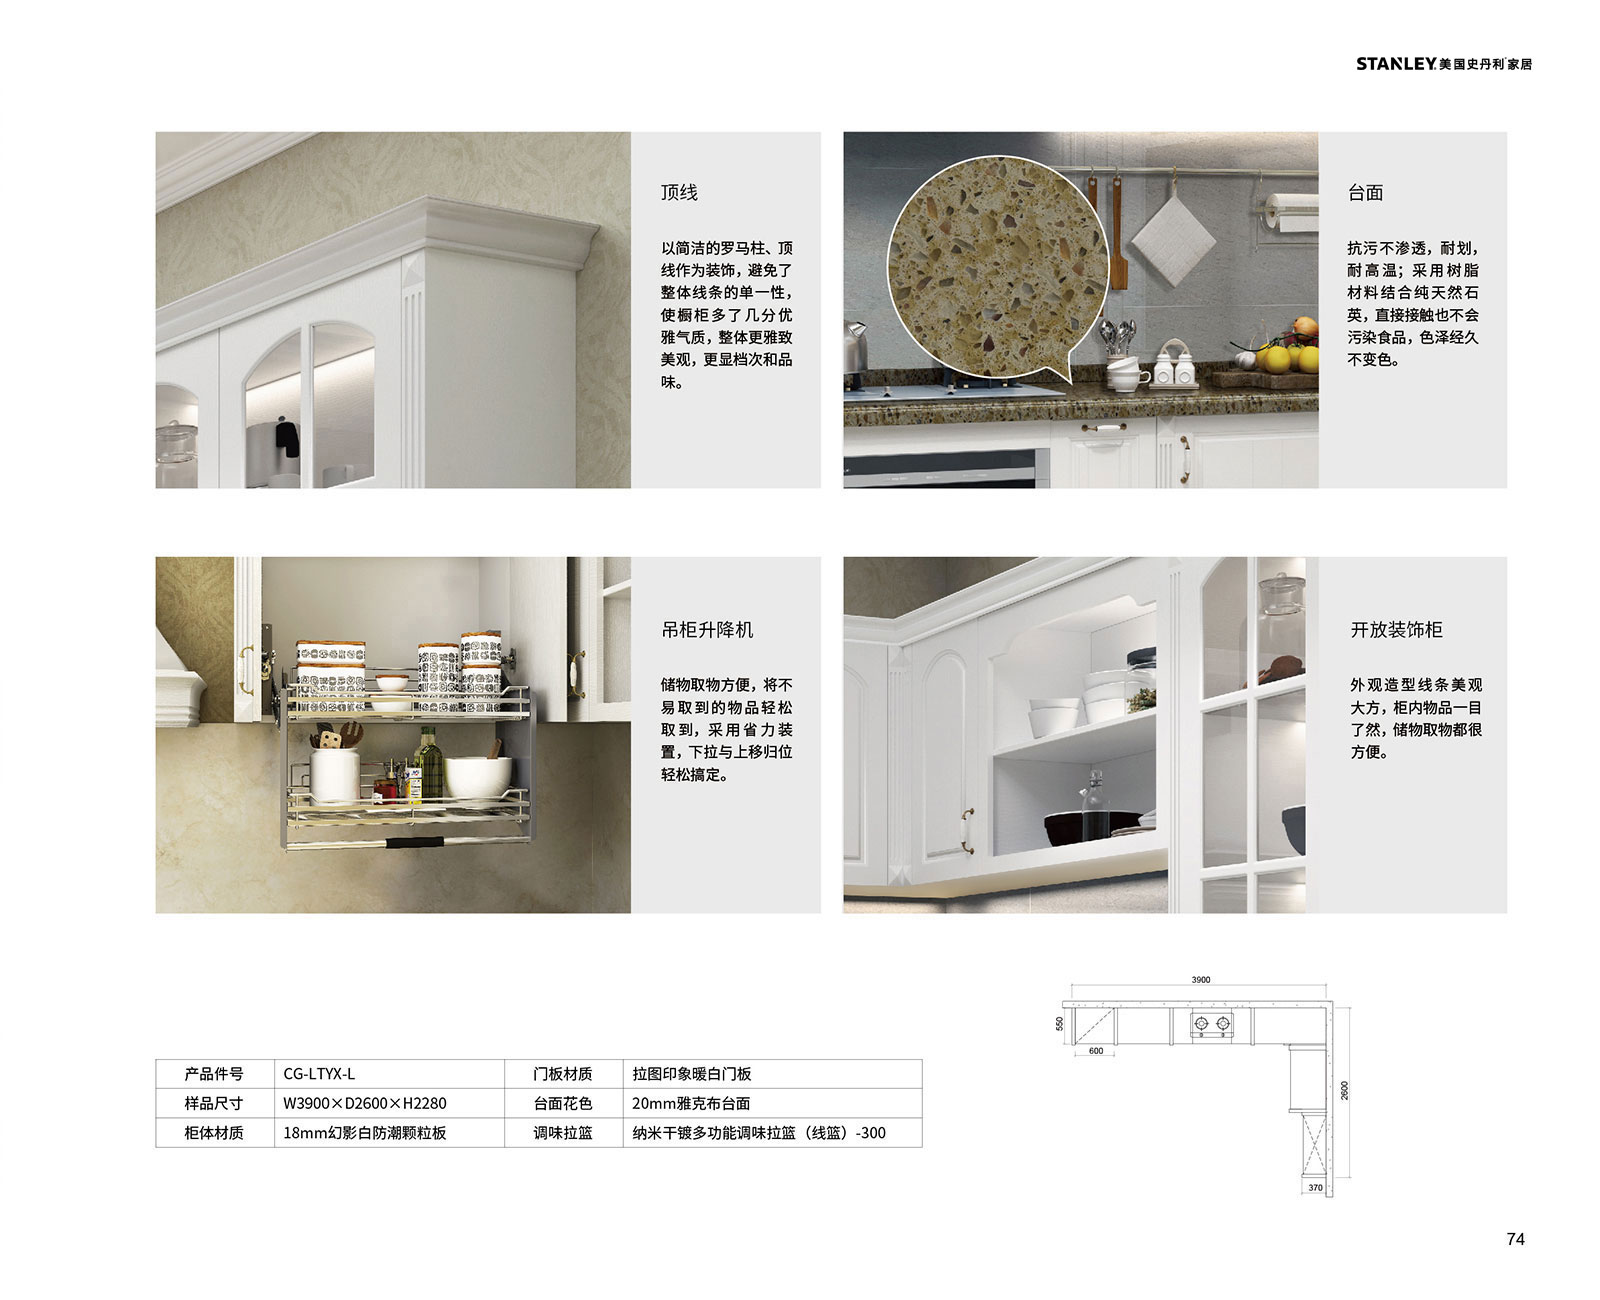 STANLEY.美国史丹利家居
顶线
以简洁的罗马柱、顶
线作为装饰，避免了
整体线条的单一性，
使橱柜多了几分优
雅气质，整体更雅致
美观，更显档次和品
味。
台面
抗污不渗透，耐划，
耐高温；采用树脂
材料结合纯天然石
英，直接接触也不会
污染食品，色泽经久
不变色。
吊柜升降机
储物取物方便，将不
易取到的物品轻松
取到，采用省力装
置，下拉与上移归位
轻松搞定。
开放装饰柜
外观造型线条美观
大方，柜内物品一目
了然，储物取物都很
方便。
产品件号 CG-LTYX-L 门板材质 拉图印象暖白门板
样品尺寸 W3900×D2600×H2280 台面花色 20mm雅克布台面
柜体材质 18mm幻影白防潮颗粒板 调味拉篮 纳米干镀多功能调味拉篮（线篮）-300
3900
550
600
2600
370
74